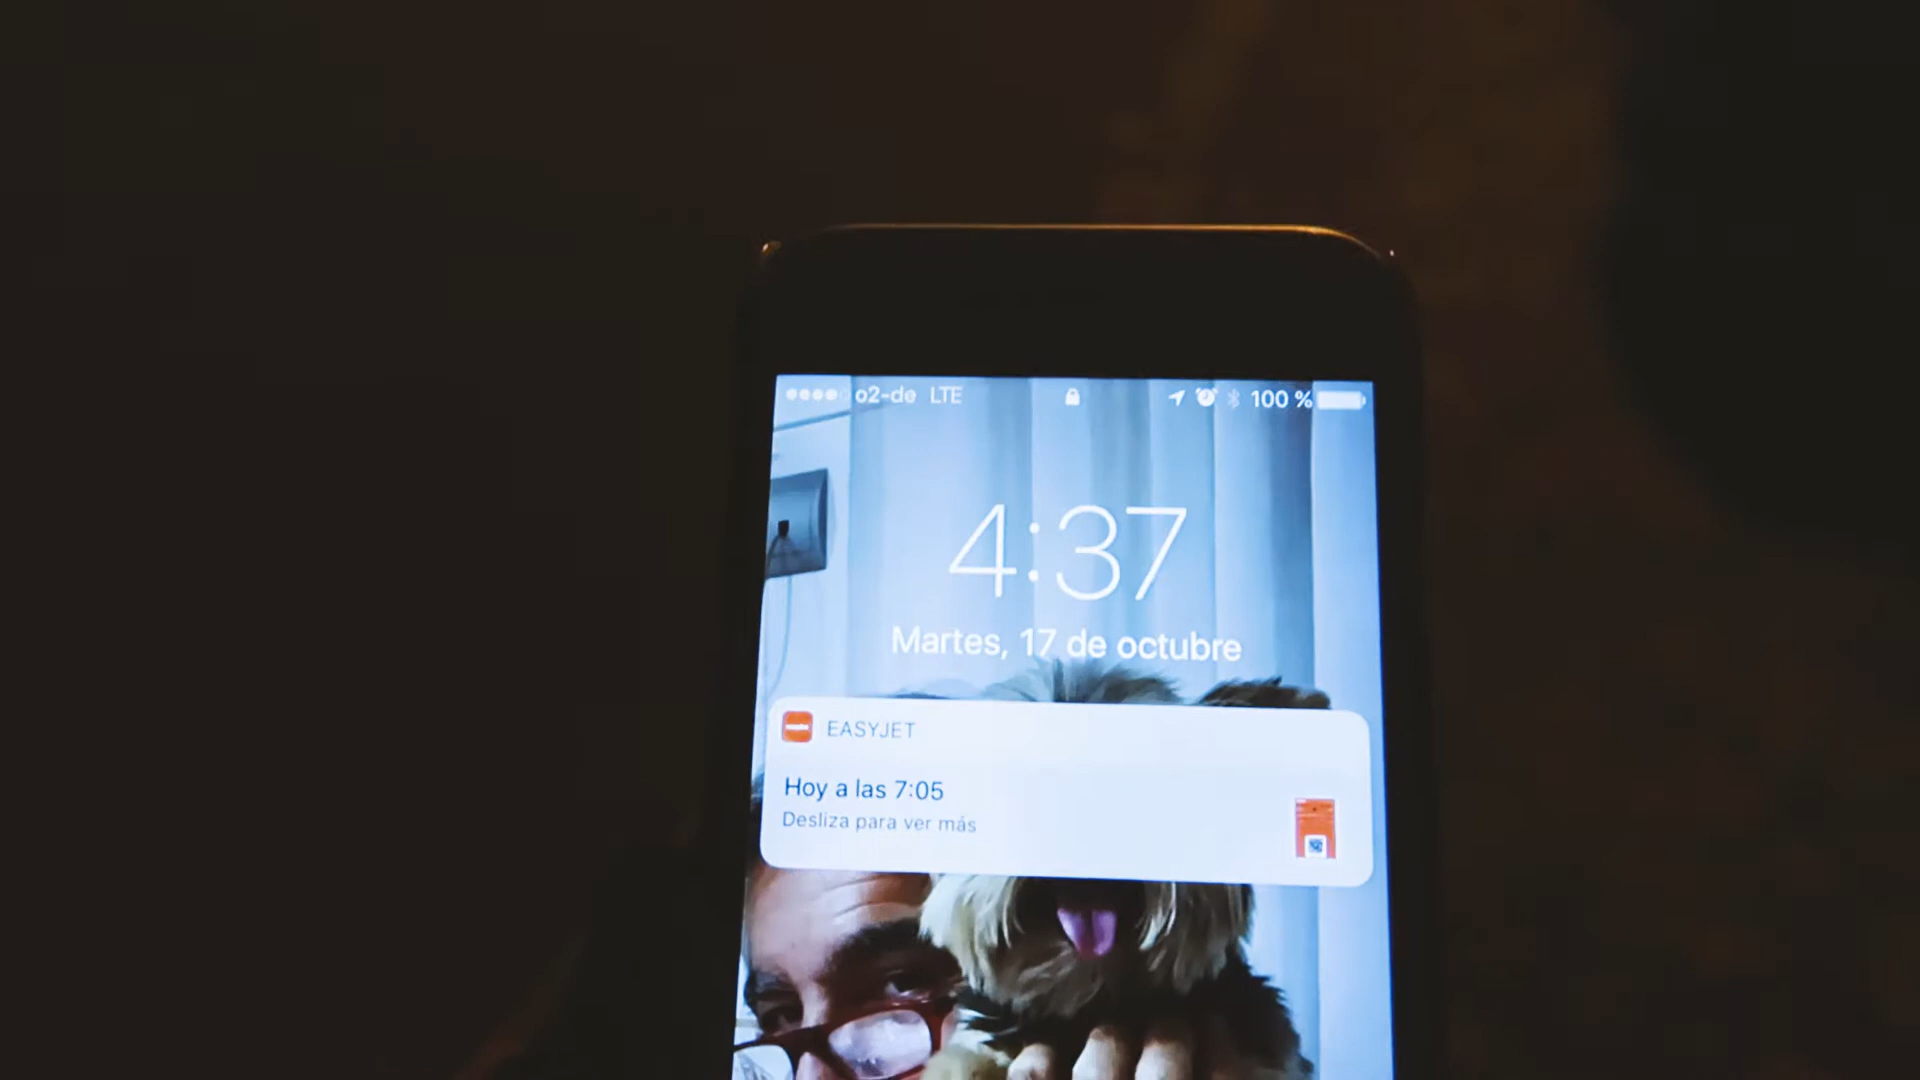 o2-de LTE 100 %
4:37
Martes, 17 de octubre
EASYJET
Hoy a las 7:05
Desliza para ver más